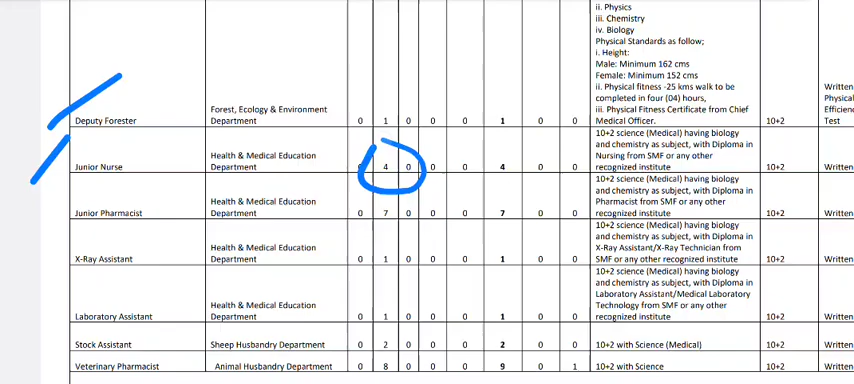 ii. Physics
iii. Chemistry
iv. Biology
Physical Standards as follow;
i. Height:
Male: Minimum 162 cms
Female: Minimum 152 cms
ii. Physical fitness -25 kms walk to be
completed in four (04) hours,
iii. Physical Fitness Certificate from Chief
Medical Officer.
Deputy Forester
Forest, Ecology & Environment
Department
0 1 0 0 0 1 0 0
10+2
Written
Physical
Efficienc
Test
Junior Nurse
Health & Medical Education
Department
0 4 0 0 0 4 0 0
10+2 science (Medical) having biology
and chemistry as subject, with Diploma in
Nursing from SMF or any other
recognized institute
10+2
Written
Junior Pharmacist
Health & Medical Education
Department
0 7 0 0 0 7 0 0
10+2 science (Medical) having biology
and chemistry as subject, with Diploma in
Pharmacist from SMF or any other
recognized institute
10+2
Written
X-Ray Assistant
Health & Medical Education
Department
0 1 0 0 0 1 0 0
10+2 science (Medical) having biology
and chemistry as subject, with Diploma in
X-Ray Assistant/X-Ray Technician from
SMF or any other recognized institute
10+2
Written
Laboratory Assistant
Health & Medical Education
Department
0 1 0 0 0 1 0 0
10+2 science (Medical) having biology
and chemistry as subject, with Diploma in
Laboratory Assistant/Medical Laboratory
Technology from SMF or any other
recognized institute
10+2
Written
Stock Assistant
Sheep Husbandry Department
0 2 0 0 0 2 0 0
10+2 with Science (Medical)
10+2
Written
Veterinary Pharmacist
Animal Husbandry Department
0 8 0 0 0 9 0 1
10+2 with Science
10+2
Written